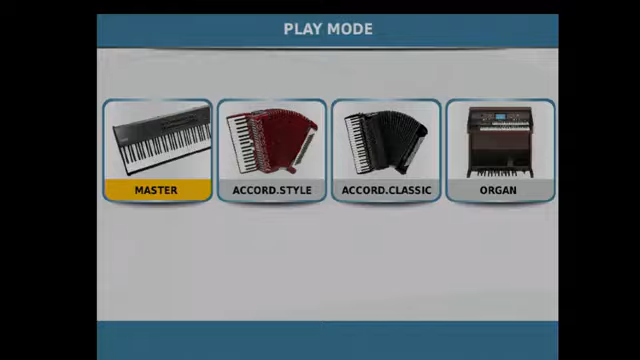 PLAY MODE
MASTER
ACCORD.STYLE
ACCORD.CLASSIC
ORGAN